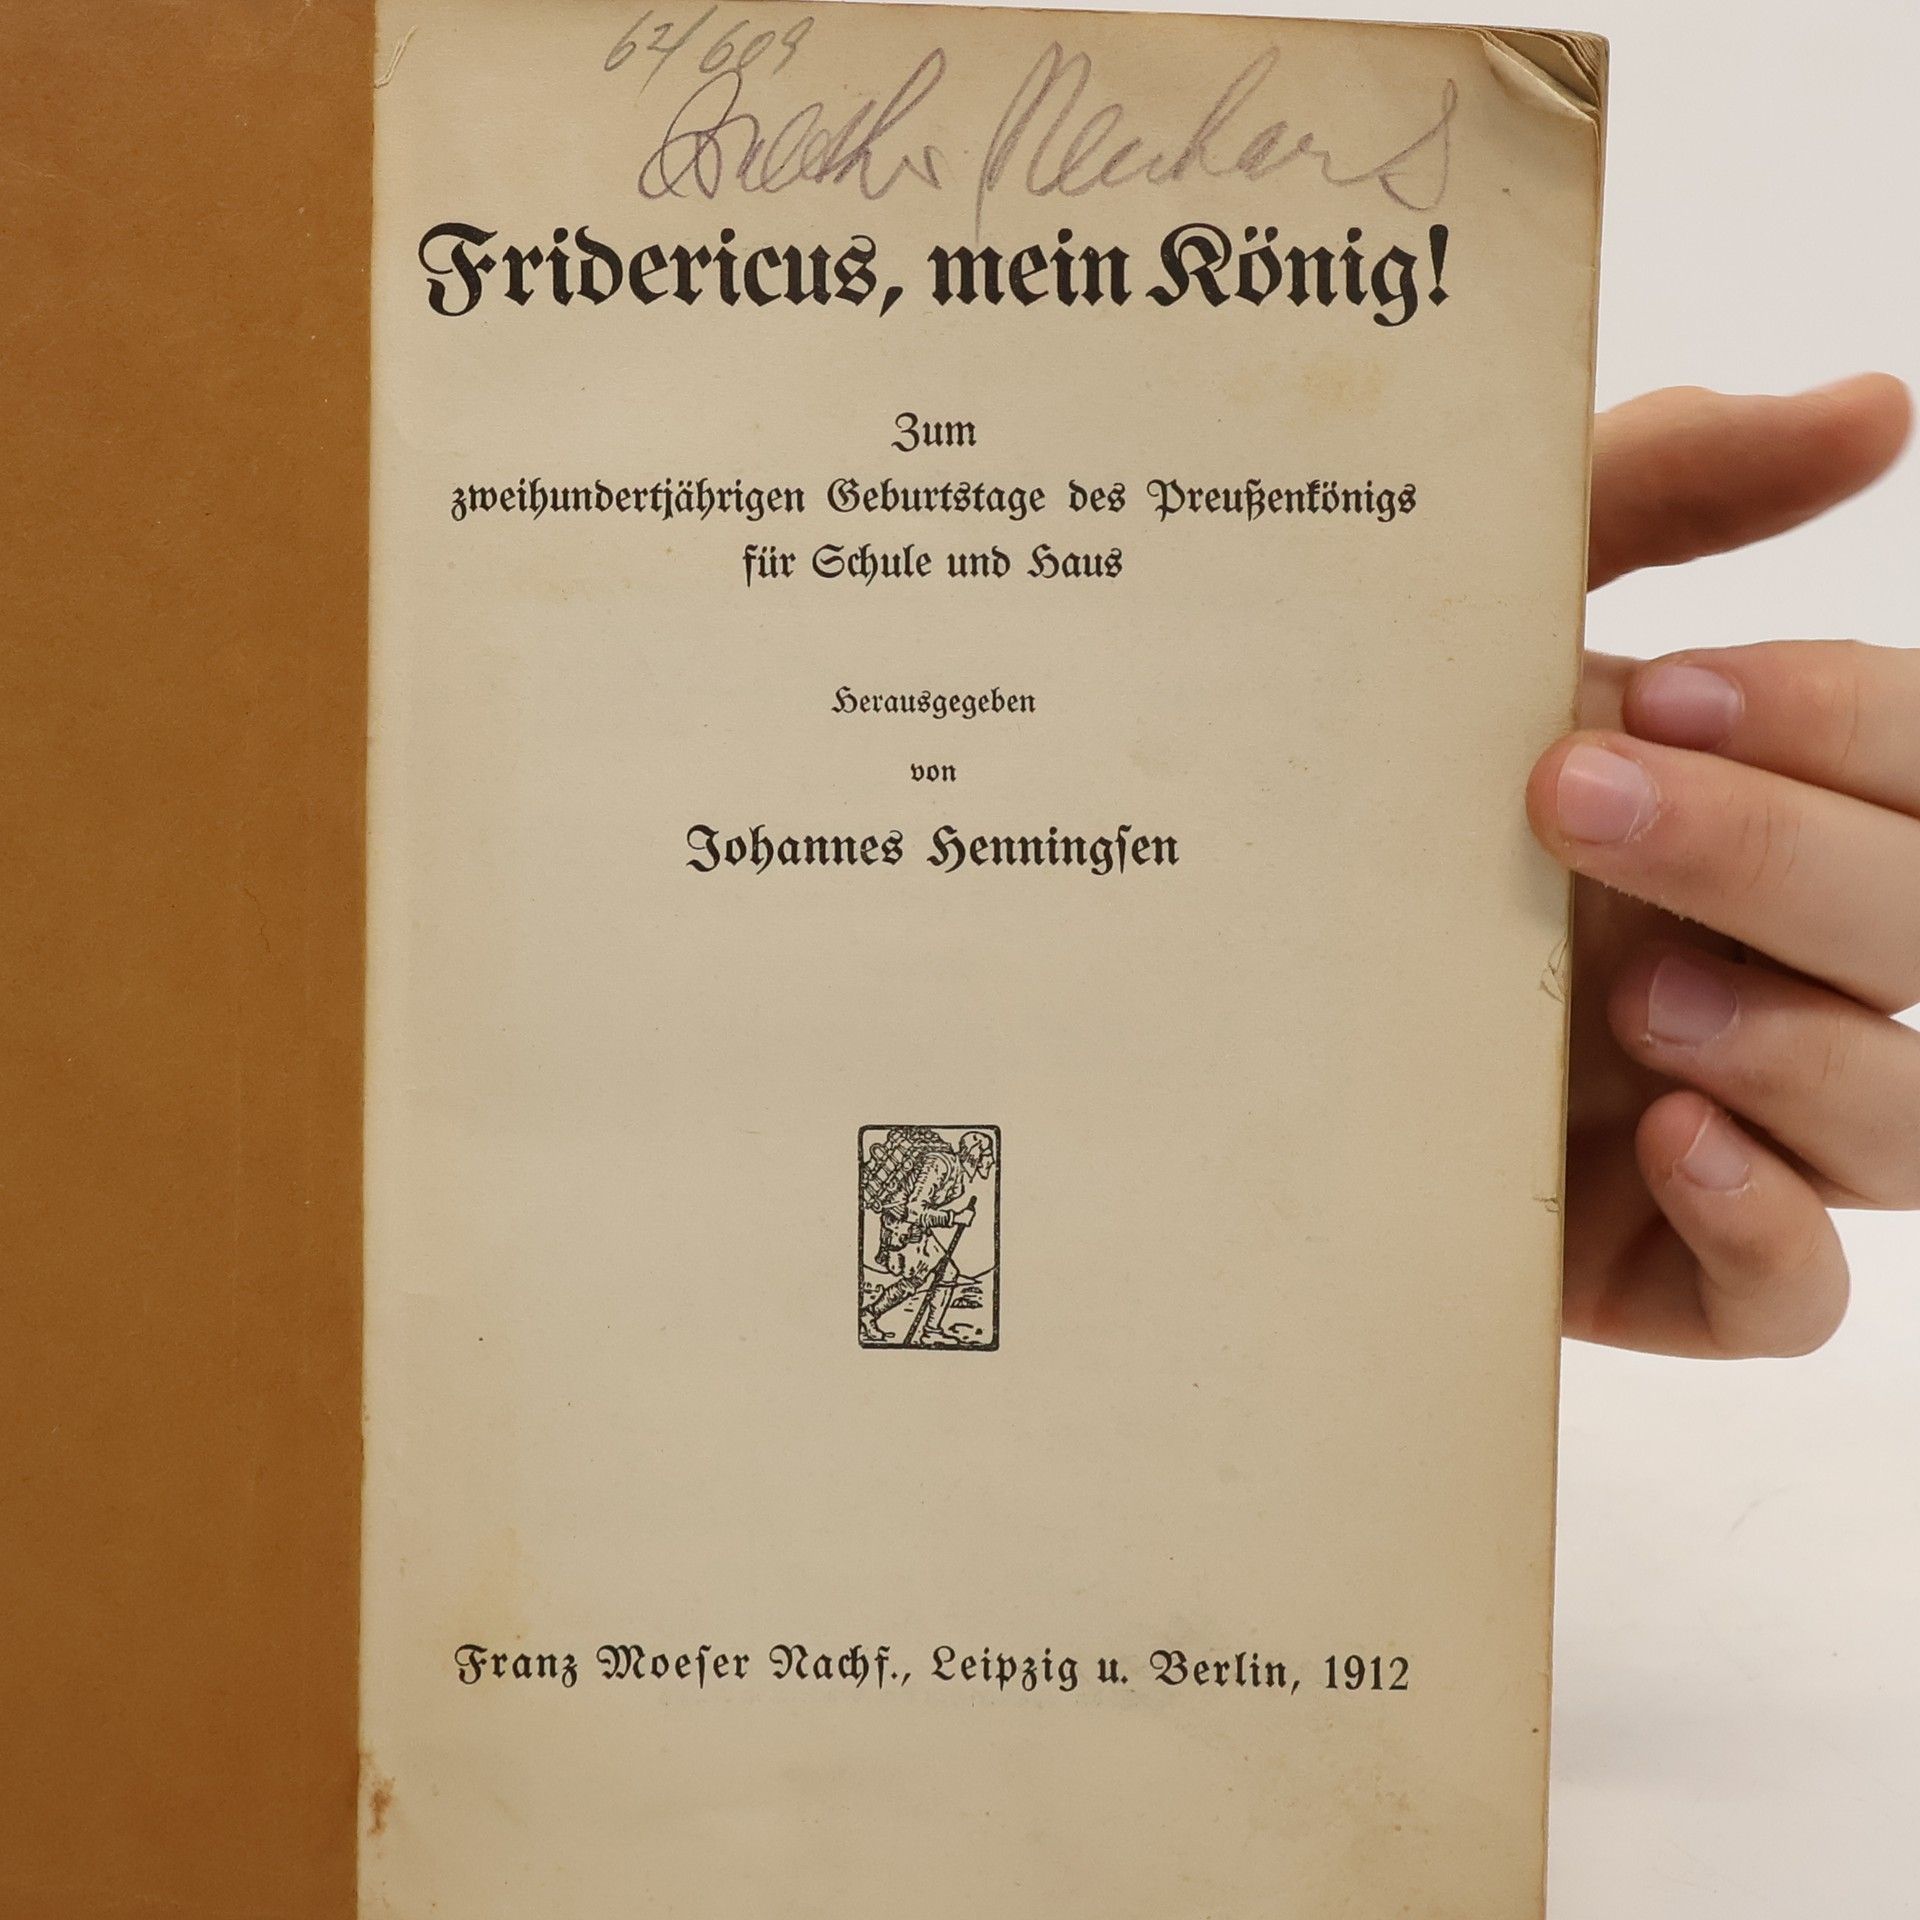 62/609
Fridericus, mein König!
Zum
zweihundertjährigen Geburtstage des Preußenkönigs
für Schule und Haus
Herausgegeben
von
Johannes Henningſen
Franz Moeſer Nachf., Leipzig u. Berlin, 1912